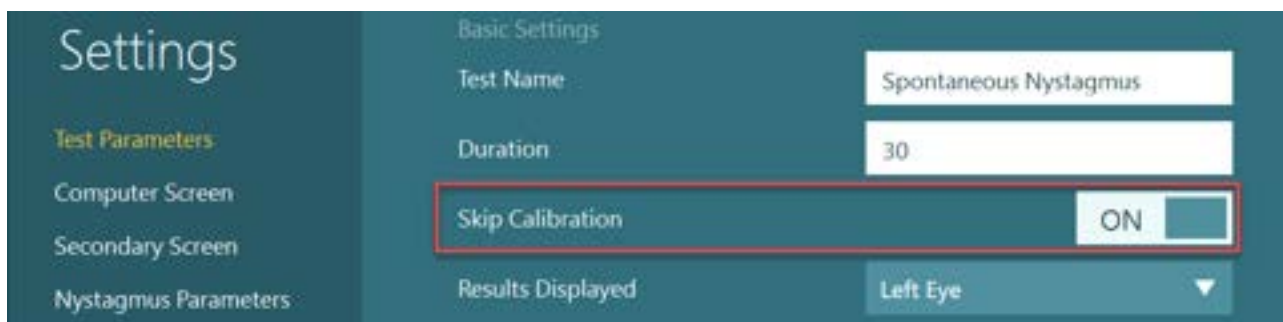 Settings
Test Parameters
Computer Screen
Secondary Screen
Nystagmus Parameters
Basic Settings
Test Name
Spontaneous Nystagmus
Duration
30
Skip Calibration
ON
Results Displayed
Left Eye